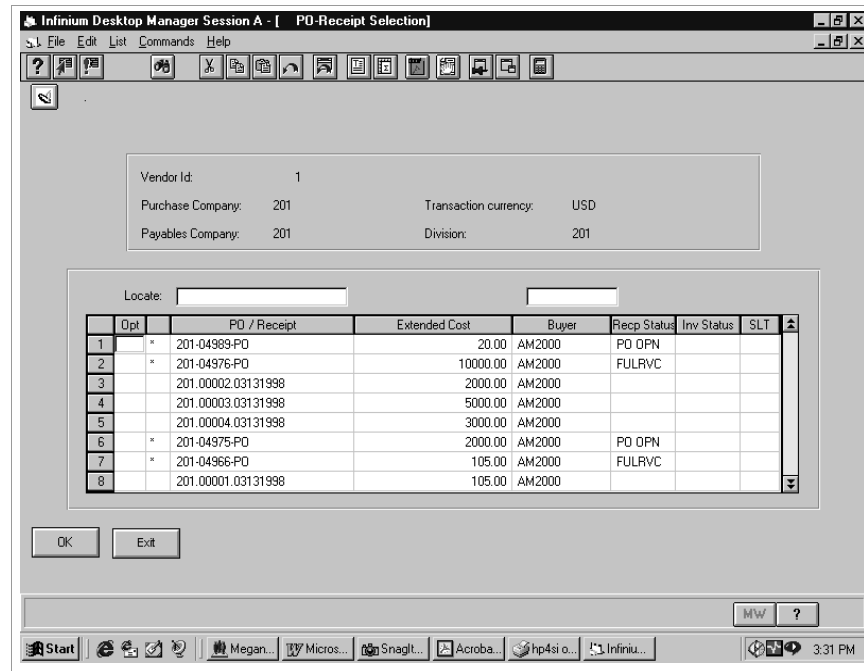 Infinium Desktop Manager Session A - [ PO-Receipt Selection]
File Edit List Commands Help
Vendor Id: 1
Purchase Company: 201 Transaction currency: USD
Payables Company: 201 Division: 201
Locate:
Opt PO / Receipt Extended Cost Buyer Recp Status Inv Status SLT
1 * 201-04989-PO 20.00 AM2000 PO OPN
2 * 201-04976-PO 10000.00 AM2000 FULRVC
3 201.00002.03131998 2000.00 AM2000
4 201.00003.03131998 5000.00 AM2000
5 201.00004.03131998 3000.00 AM2000
6 * 201-04975-PO 2000.00 AM2000 PO OPN
7 * 201-04966-PO 105.00 AM2000 FULRVC
8 201.00001.03131998 105.00 AM2000
OK Exit
MW ?
Start Megan... Micros... SnagIt... Acroba... hp4si o... Infiniu... 3:31 PM